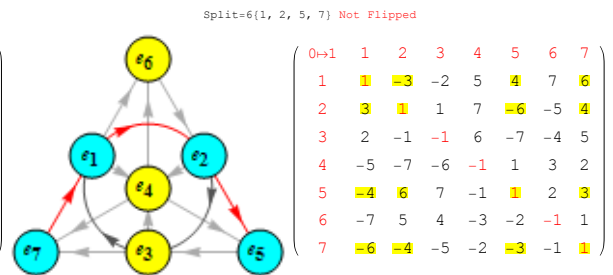 Split=6{1, 2, 5, 7} Not Flipped
e6
e1
e2
e4
e7
e3
e5
0↦1 1 2 3 4 5 6 7
1 1 -3 -2 5 4 7 6
2 3 1 1 7 -6 -5 4
3 2 -1 -1 6 -7 -4 5
4 -5 -7 -6 -1 1 3 2
5 -4 6 7 -1 1 2 3
6 -7 5 4 -3 -2 -1 1
7 -6 -4 -5 -2 -3 -1 1